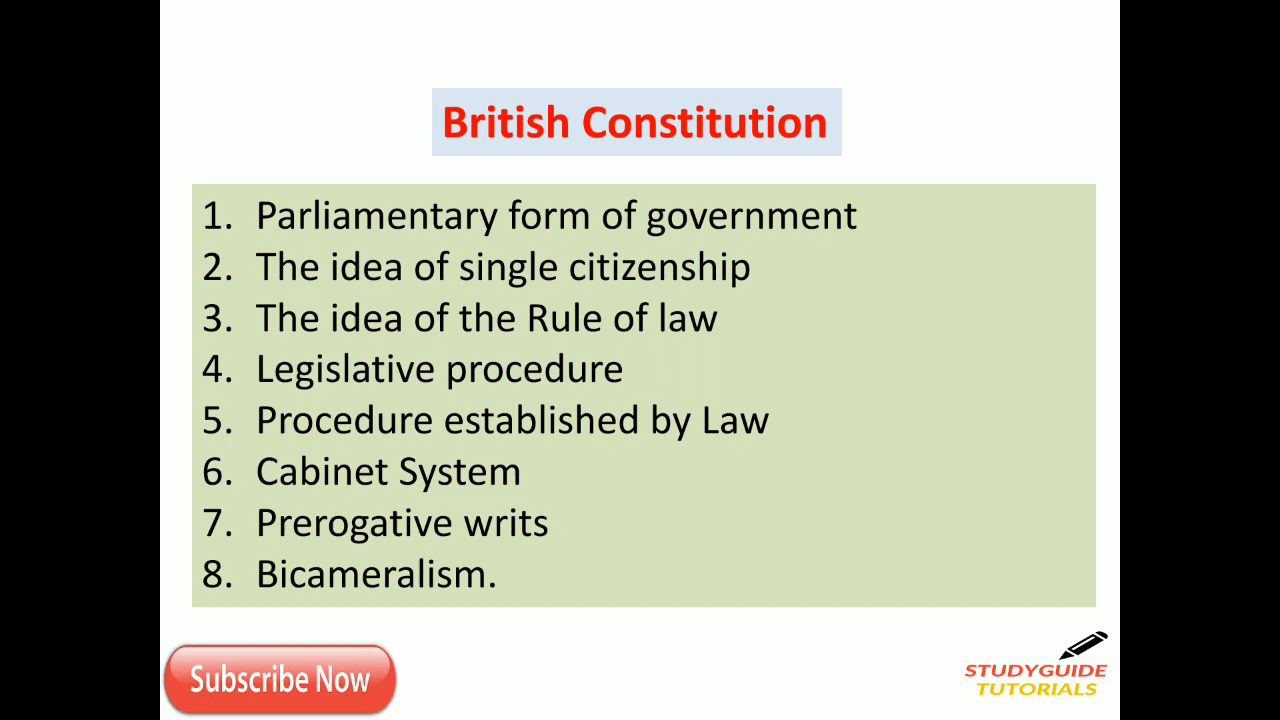 British Constitution
1. Parliamentary form of government
2. The idea of single citizenship
3. The idea of the Rule of law
4. Legislative procedure
5. Procedure established by Law
6. Cabinet System
7. Prerogative writs
8. Bicameralism.
Subscribe Now
STUDYGUIDE
TUTORIALS